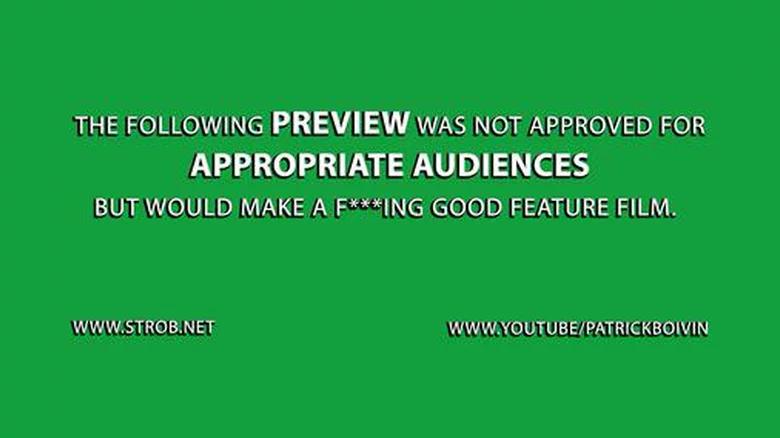 THE FOLLOWING PREVIEW WAS NOT APPROVED FOR
APPROPRIATE AUDIENCES
BUT WOULD MAKE A F***ING GOOD FEATURE FILM.
WWW.STROB.NET
WWW.YOUTUBE/PATRICKBOIVIN